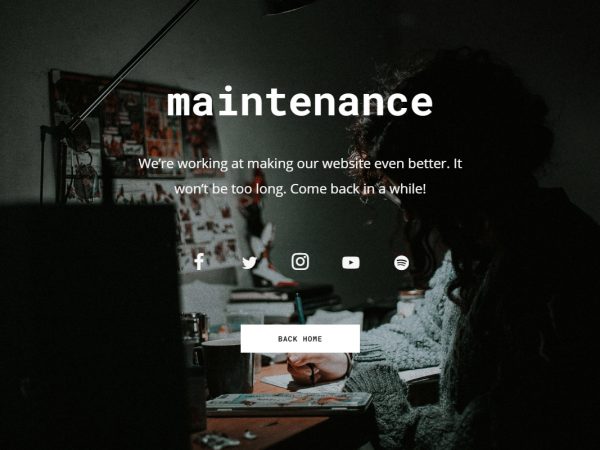 maintenance
We're working at making our website even better. It
won't be too long. Come back in a while!
BACK HOME